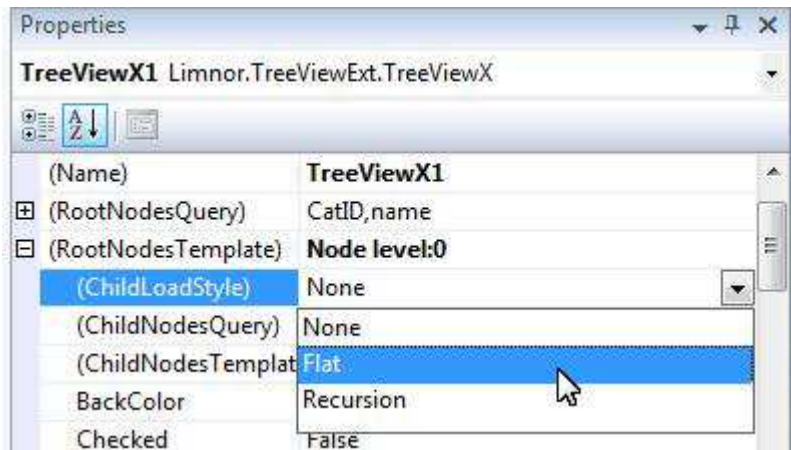 Properties
TreeViewX1 Limnor.TreeViewExt.TreeViewX
A
Z
(Name) TreeViewX1
(RootNodesQuery) CatID,name
(RootNodesTemplate) Node level:0
(ChildLoadStyle) None
(ChildNodesQuery) None
(ChildNodesTemplat Flat
BackColor Recursion
Checked False